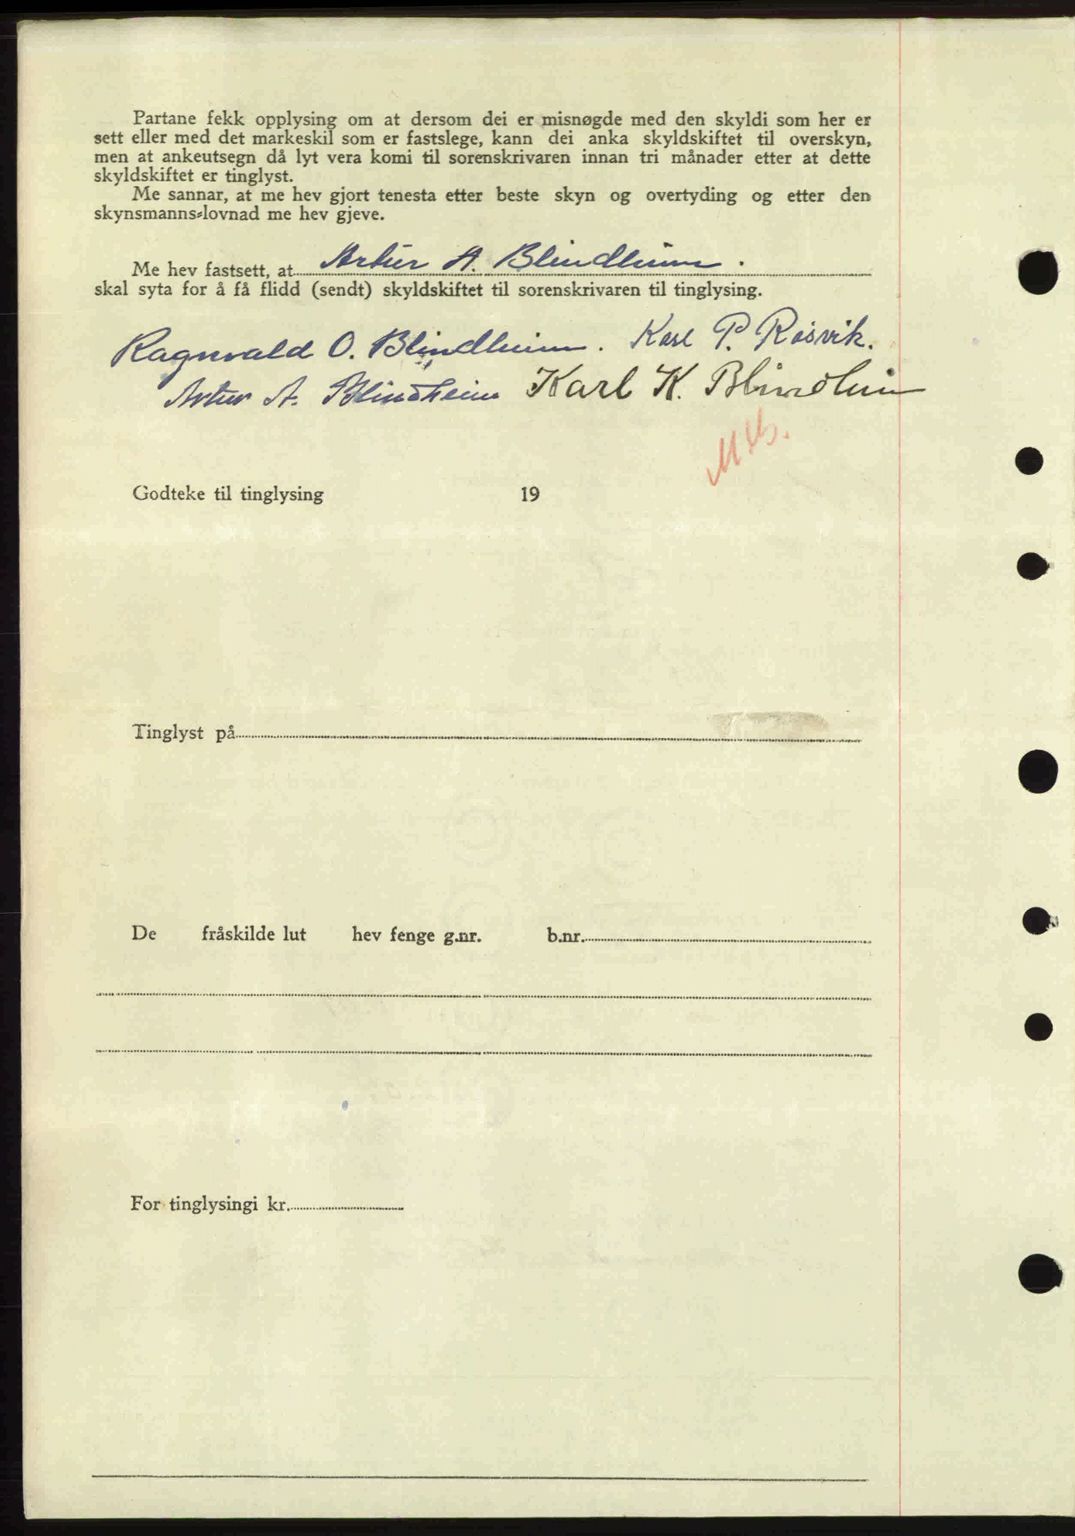 Partane fekk opplysing om at dersom dei er misnøgde med den skyldi som her er
sett eller med det markeskil som er fastslege, kann dei anka skyldskiftet til overskyn,
men at ankeutsegn då lyt vera komi til sorenskrivaren innan tri månader etter at dette
skyldskiftet er tinglyst.
Me sannar, at me hev gjort tenesta etter beste skyn og overtyding og etter den
skynsmanns-lovnad me hev gjeve.
Me hev fastsett, at Artur A. Blindheim.
skal syta for å få flidd (sendt) skyldskiftet til sorenskrivaren til tinglysing.
Ragnvald O. Blindheim. Karl P. Røsvik.
Artur A. Blindheim Karl K. Blindheim
Godteke til tinglysing 19
Tinglyst på
De fråskilde lut hev fenge g.nr. b.nr.
For tinglysingi kr.